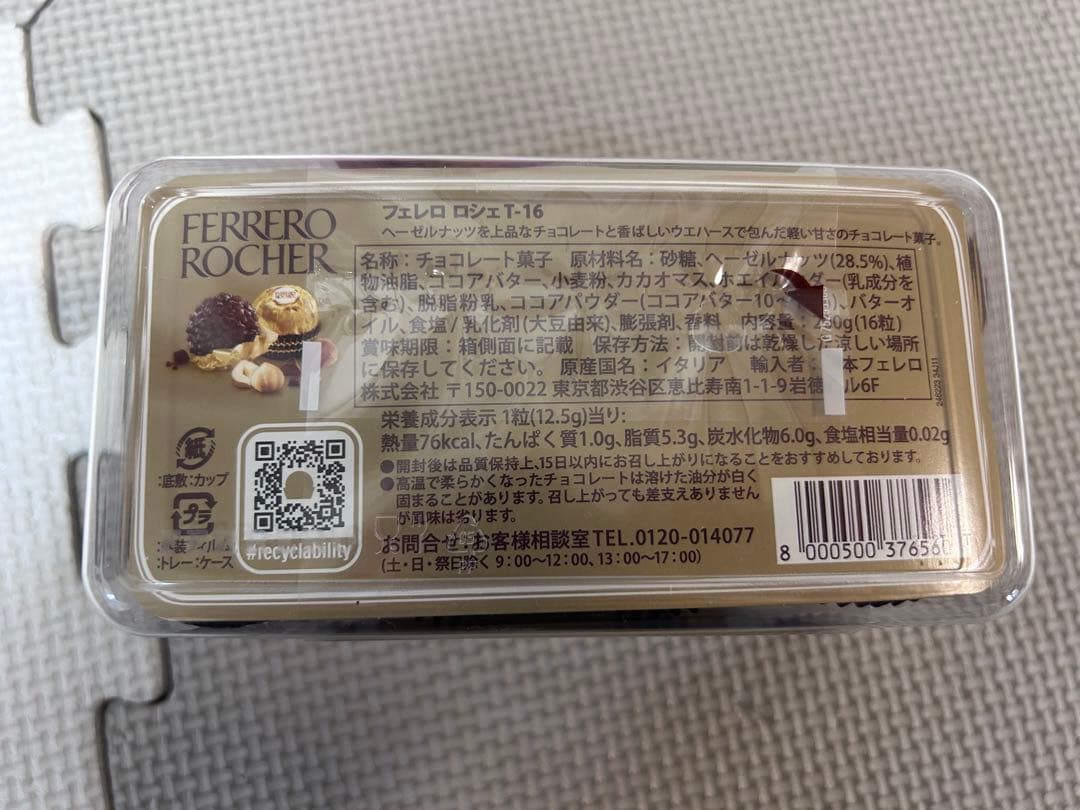 FERRERO
ROCHER
フェレロ ロシェT-16
ヘーゼルナッツを上品なチョコレートと香ばしいウエハースで包んだ軽い甘さのチョコレート菓子。
名称：チョコレート菓子 原材料名：砂糖、ヘーゼルナッツ(28.5%)、植
物油脂、ココアバター、小麦粉、カカオマス、ホエイ ダー(乳成分を
含む)、脱脂粉乳、ココアパウダー(ココアバター10～ )、バターオ
イル、食塩/乳化剤(大豆由来)、膨張剤、香料 内容量： 0g(16粒)
賞味期限：箱側面に記載 保存方法：開封前は乾燥した涼しい場所
に保存してください。 原産国名：イタリア 輸入者： 本フェレロ
株式会社 〒150-0022 東京都渋谷区恵比寿南1-1-9岩徳 ル6F
栄養成分表示 1粒(12.5g)当り：
熱量76kcal、たんぱく質1.0g、脂質5.3g、炭水化物6.0g、食塩相当量0.02g
●開封後は品質保持上、15日以内にお召し上がりになることをおすすめしております。
●高温で柔らかくなったチョコレートは溶けた油分が白く
固まることがあります。召し上がっても差支えありません
が風味は劣ります。
お問合せ：お客様相談室TEL.0120-014077
(土・日・祭日除く 9：00～12：00、13：00～17：00)
紙
:底敷:カップ
プラ
:トレー:ケース
#recyclability
8 000500 37656